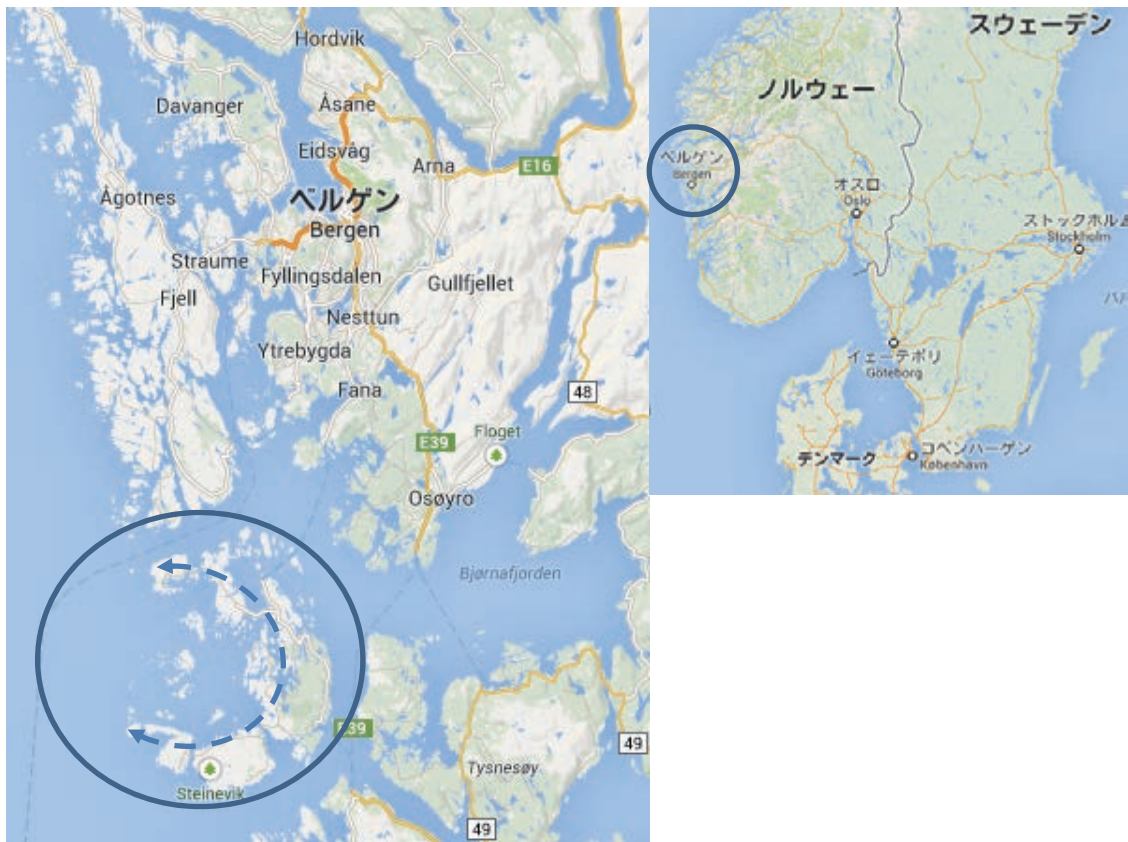 Hordvik
Davanger
Åsane
Eidsvåg
Arna
E16
Ågotnes
ベルゲン
Bergen
Straume
Fyllingsdalen
Gullfjellet
Fjell
Nesttun
Ytrebygda
Fana
48
E39
Floget
Osøyro
Bjørnafjorden
E39
49
Tysnesøy
Steinevik
49
スウェーデン
ノルウェー
ベルゲン
Bergen
オスロ
Oslo
ストックホルム
Stockholm
イェーテボリ
Göteborg
デンマーク
コペンハーゲン
København